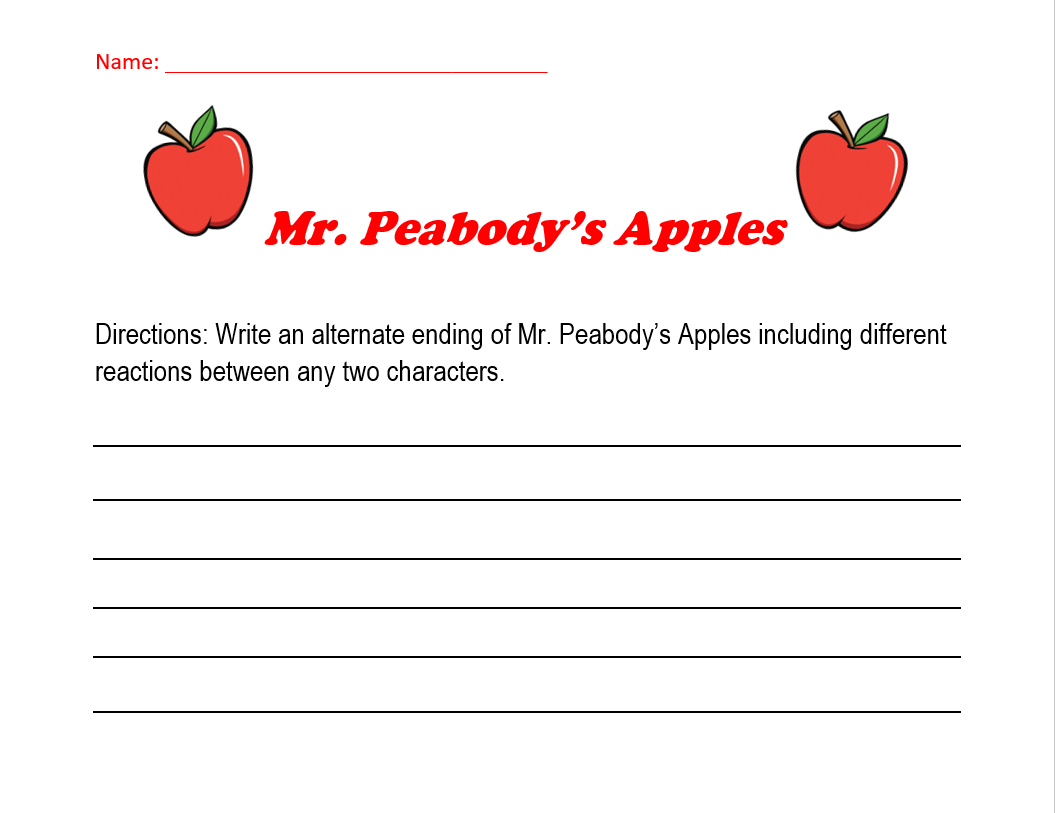 Name: ________________________________
Mr. Peabody’s Apples
Directions: Write an alternate ending of Mr. Peabody’s Apples including different
reactions between any two characters.